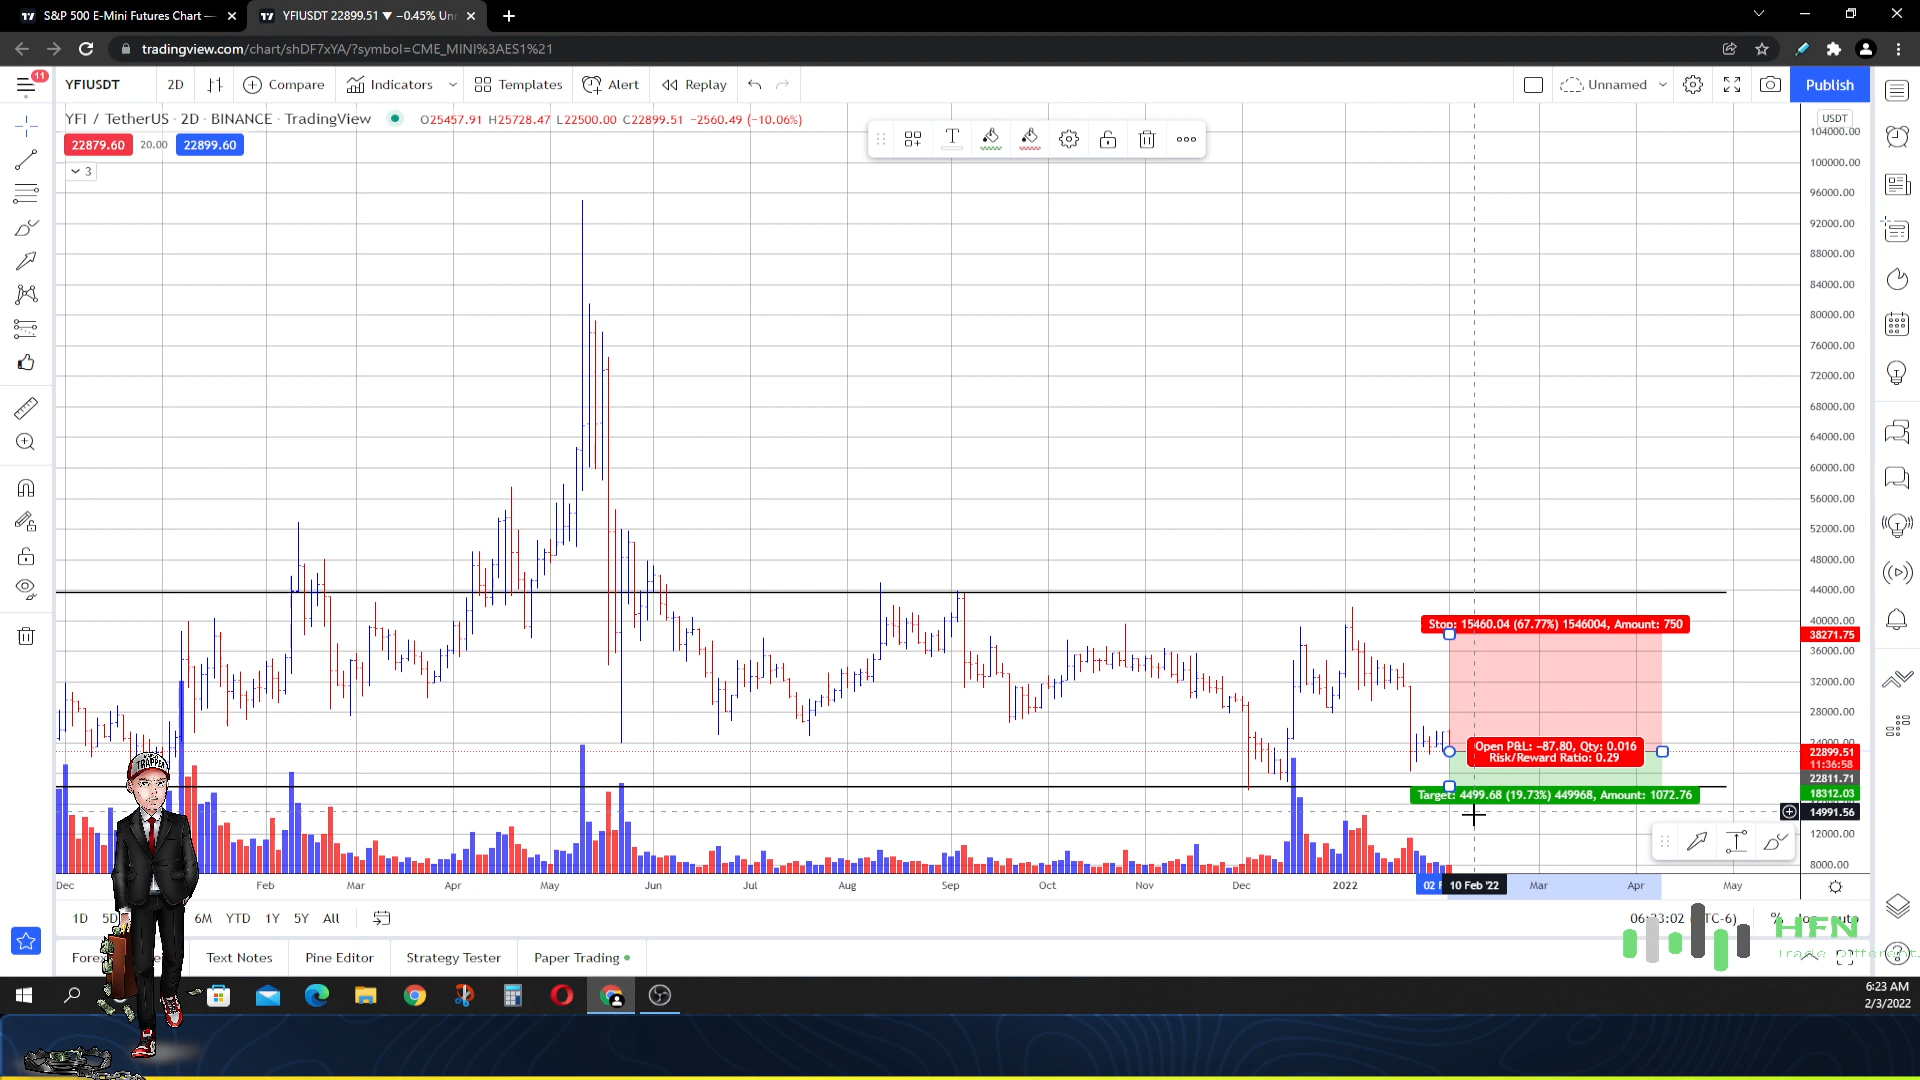 S&P 500 E-Mini Futures Chart —
YFIUSDT 22899.51 ▼ −0.45% Unn
tradingview.com/chart/shDF7xYA/?symbol=CME_MINI%3AES1%21
11
YFIUSDT
2D
Compare
Indicators
Templates
Alert
Replay
Unnamed
Publish
YFI / TetherUS · 2D · BINANCE · TradingView
O25457.91 H25728.47 L22500.00 C22899.51 −2560.49 (−10.06%)
22879.60
20.00
22899.60
3
USDT
104000.00
100000.00
96000.00
92000.00
88000.00
84000.00
80000.00
76000.00
72000.00
68000.00
64000.00
60000.00
56000.00
52000.00
48000.00
44000.00
40000.00
38271.75
36000.00
32000.00
28000.00
24000.00
22899.51
11:36:58
22811.71
18312.03
14991.56
12000.00
8000.00
Stop: 15460.04 (67.77%) 1546004, Amount: 750
Open P&L: −87.80, Qty: 0.016
Risk/Reward Ratio: 0.29
Target: 4499.68 (19.73%) 449968, Amount: 1072.76
TRAPPER
Dec
Feb
Mar
Apr
May
Jun
Jul
Aug
Sep
Oct
Nov
Dec
2022
02 F
10 Feb '22
Mar
Apr
May
1D
5D
6M
YTD
1Y
5Y
All
%
HFN
Trade Different
Text Notes
Pine Editor
Strategy Tester
Paper Trading
6:23 AM
2/3/2022